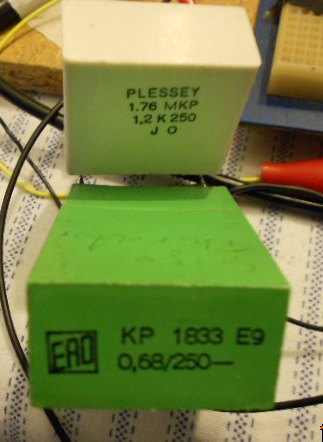 PLESSEY
1.76 MKP
1,2 K 250
J O
ERO
KP 1833 E9
0,68/250—